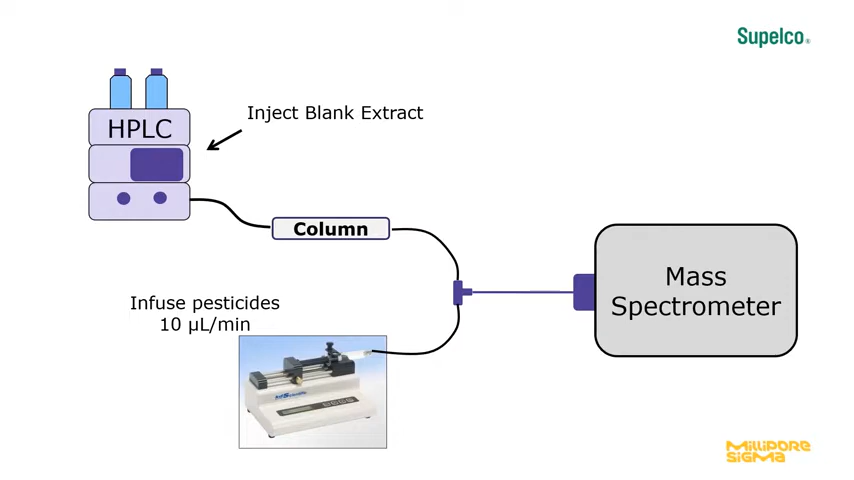 Supelco®
HPLC
Inject Blank Extract
Column
Mass
Spectrometer
Infuse pesticides
10 µL/min
Millipore
Sigma